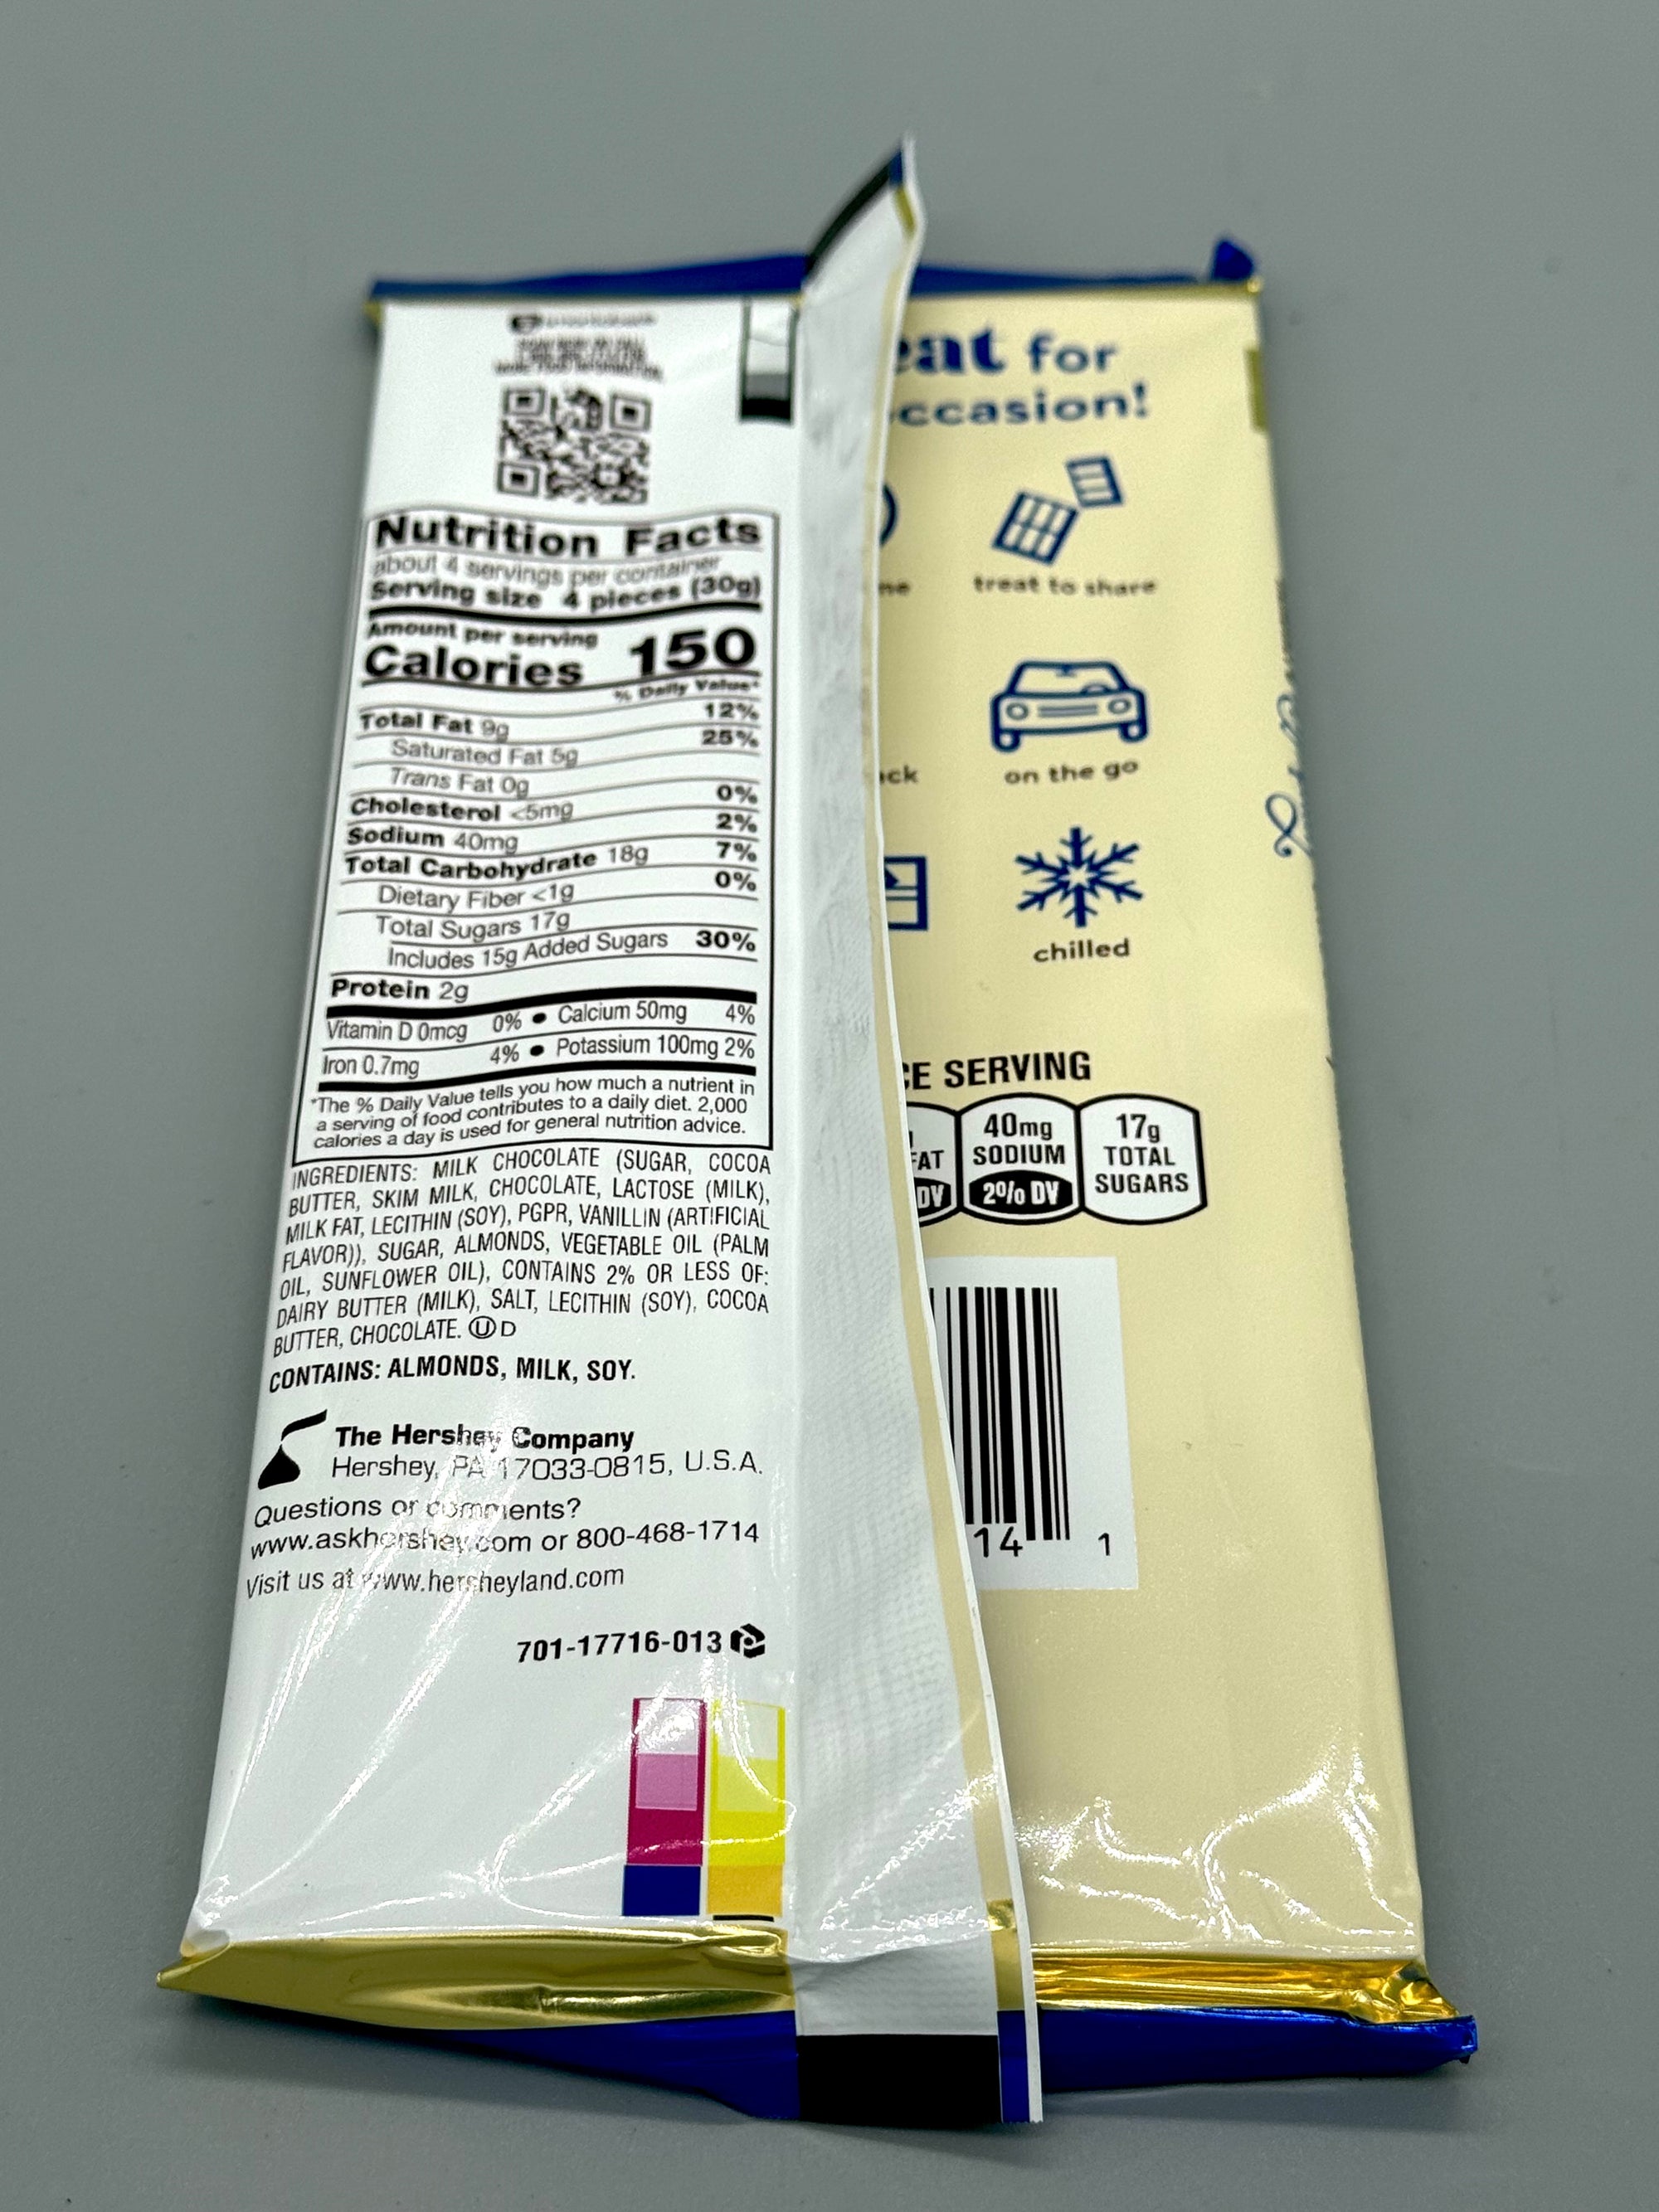 Nutrition Facts
about 4 servings per container
Serving size 4 pieces (30g)
Amount per serving
Calories 150
% Daily Value*
Total Fat 9g 12%
Saturated Fat 5g 25%
Trans Fat 0g
Cholesterol <5mg 0%
Sodium 40mg 2%
Total Carbohydrate 18g 7%
Dietary Fiber <1g 0%
Total Sugars 17g
Includes 15g Added Sugars 30%
Protein 2g
Vitamin D 0mcg 0% • Calcium 50mg 4%
Iron 0.7mg 4% • Potassium 100mg 2%
*The % Daily Value tells you how much a nutrient in
a serving of food contributes to a daily diet. 2,000
calories a day is used for general nutrition advice.
INGREDIENTS: MILK CHOCOLATE (SUGAR, COCOA
BUTTER, SKIM MILK, CHOCOLATE, LACTOSE (MILK),
MILK FAT, LECITHIN (SOY), PGPR, VANILLIN (ARTIFICIAL
FLAVOR)), SUGAR, ALMONDS, VEGETABLE OIL (PALM
OIL, SUNFLOWER OIL), CONTAINS 2% OR LESS OF:
DAIRY BUTTER (MILK), SALT, LECITHIN (SOY), COCOA
BUTTER, CHOCOLATE. Ⓤ D
CONTAINS: ALMONDS, MILK, SOY.
The Hershey Company
Hershey, PA 17033-0815, U.S.A.
Questions or comments?
www.askhershey.com or 800-468-1714
Visit us at www.hersheyland.com
701-17716-013
eat for
ccasion!
treat to share
ck
on the go
chilled
CE SERVING
FAT
DV
40mg
SODIUM
2% DV
17g
TOTAL
SUGARS
14 1